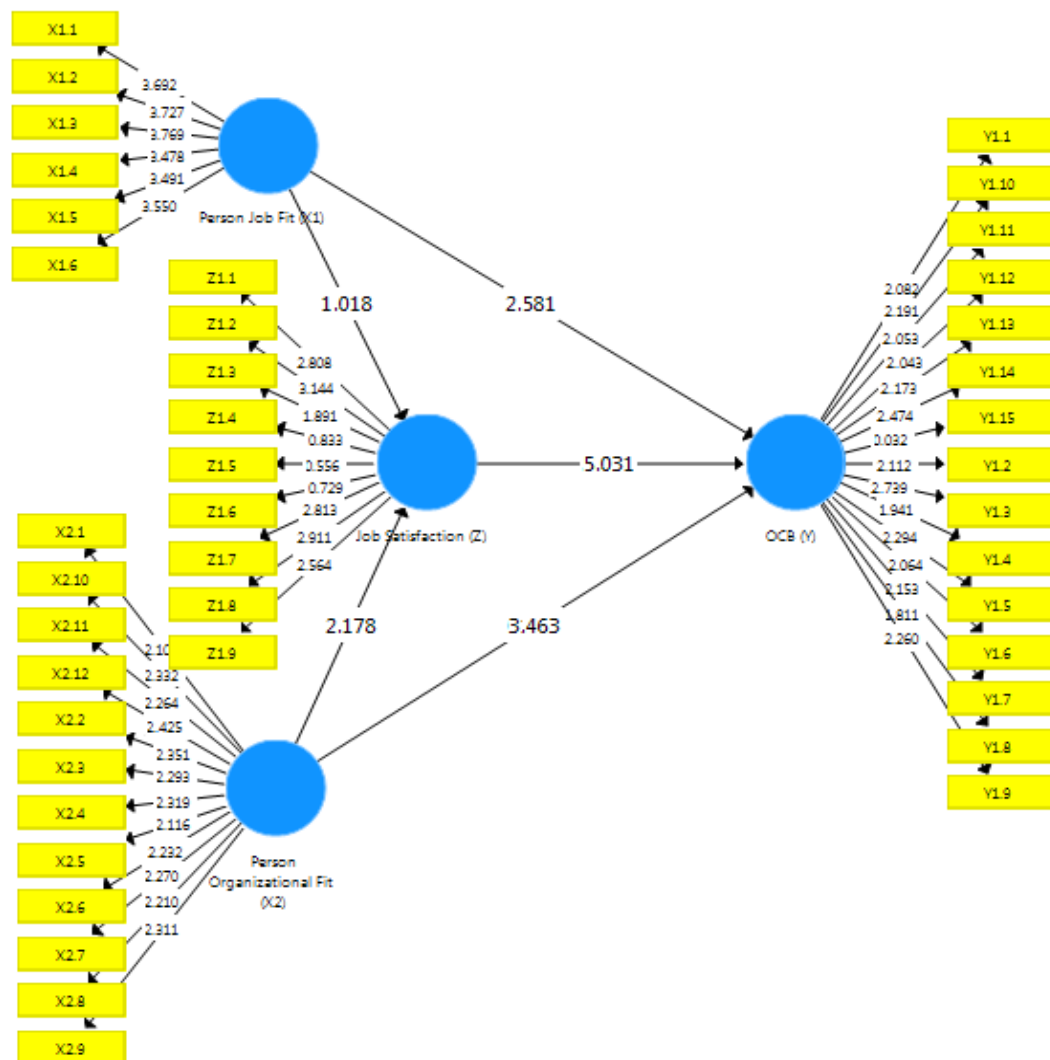 X1.1
X1.2
X1.3
X1.4
X1.5
X1.6
3.692
3.727
3.769
3.478
3.491
3.550
Person Job Fit (X1)
1.018
2.581
Z1.1
Z1.2
Z1.3
Z1.4
Z1.5
Z1.6
Z1.7
Z1.8
Z1.9
2.808
3.144
1.891
0.833
0.556
0.729
2.813
2.911
2.564
Job Satisfaction (Z)
5.031
2.178
3.463
X2.1
X2.10
X2.11
X2.12
X2.2
X2.3
X2.4
X2.5
X2.6
X2.7
X2.8
X2.9
2.332
2.264
2.425
2.351
2.293
2.319
2.116
2.232
2.270
2.210
2.311
Person
Organizational Fit
(X2)
OCB (Y)
2.082
2.191
2.053
2.043
2.173
2.474
0.032
2.112
2.739
1.941
2.294
2.064
2.153
1.811
2.260
Y1.1
Y1.10
Y1.11
Y1.12
Y1.13
Y1.14
Y1.15
Y1.2
Y1.3
Y1.4
Y1.5
Y1.6
Y1.7
Y1.8
Y1.9